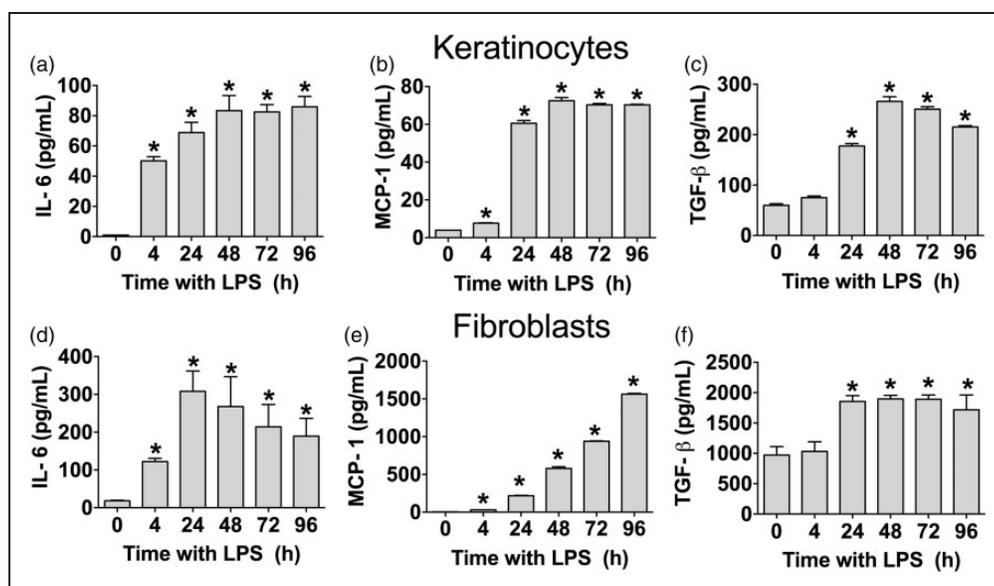 Keratinocytes
(a)
IL- 6 (pg/mL)
100
80
60
40
20
0
* * * * *
0 4 24 48 72 96
Time with LPS (h)
(b)
MCP-1 (pg/mL)
80
60
40
20
0
* * * * *
0 4 24 48 72 96
Time with LPS (h)
(c)
TGF-β (pg/mL)
300
200
100
0
* * * *
0 4 24 48 72 96
Time with LPS (h)
Fibroblasts
(d)
IL- 6 (pg/mL)
400
300
200
100
0
* * * * *
0 4 24 48 72 96
Time with LPS (h)
(e)
MCP- 1 (pg/mL)
2000
1500
1000
500
0
* * * * *
0 4 24 48 72 96
Time with LPS (h)
(f)
TGF- β (pg/mL)
2500
2000
1500
1000
500
0
* * * *
0 4 24 48 72 96
Time with LPS (h)